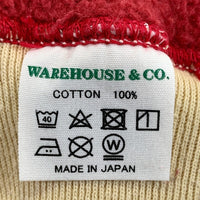 WAREHOUSE & CO.
COTTON 100%
40
W
MADE IN JAPAN